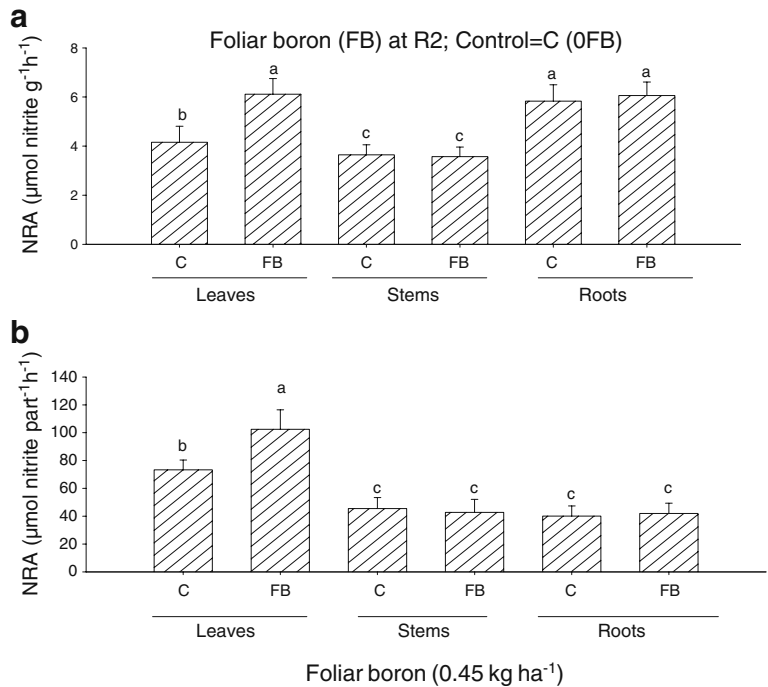 a
Foliar boron (FB) at R2; Control=C (0FB)
NRA (µmol nitrite g⁻¹h⁻¹)
8
6
4
2
0
b
a
c
c
a
a
C FB C FB C FB
Leaves Stems Roots
b
NRA (µmol nitrite part⁻¹h⁻¹)
140
120
100
80
60
40
20
0
b
a
c
c
c
c
C FB C FB C FB
Leaves Stems Roots
Foliar boron (0.45 kg ha⁻¹)